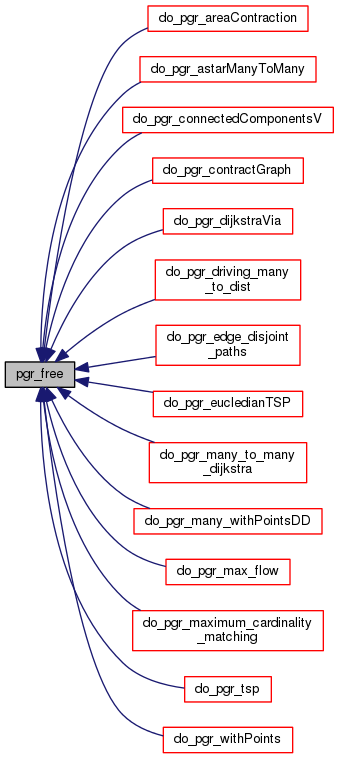 do_pgr_areaContraction
do_pgr_astarManyToMany
do_pgr_connectedComponentsV
do_pgr_contractGraph
do_pgr_dijkstraVia
do_pgr_driving_many
_to_dist
do_pgr_edge_disjoint
_paths
pgr_free
do_pgr_eucledianTSP
do_pgr_many_to_many
_dijkstra
do_pgr_many_withPointsDD
do_pgr_max_flow
do_pgr_maximum_cardinality
_matching
do_pgr_tsp
do_pgr_withPoints